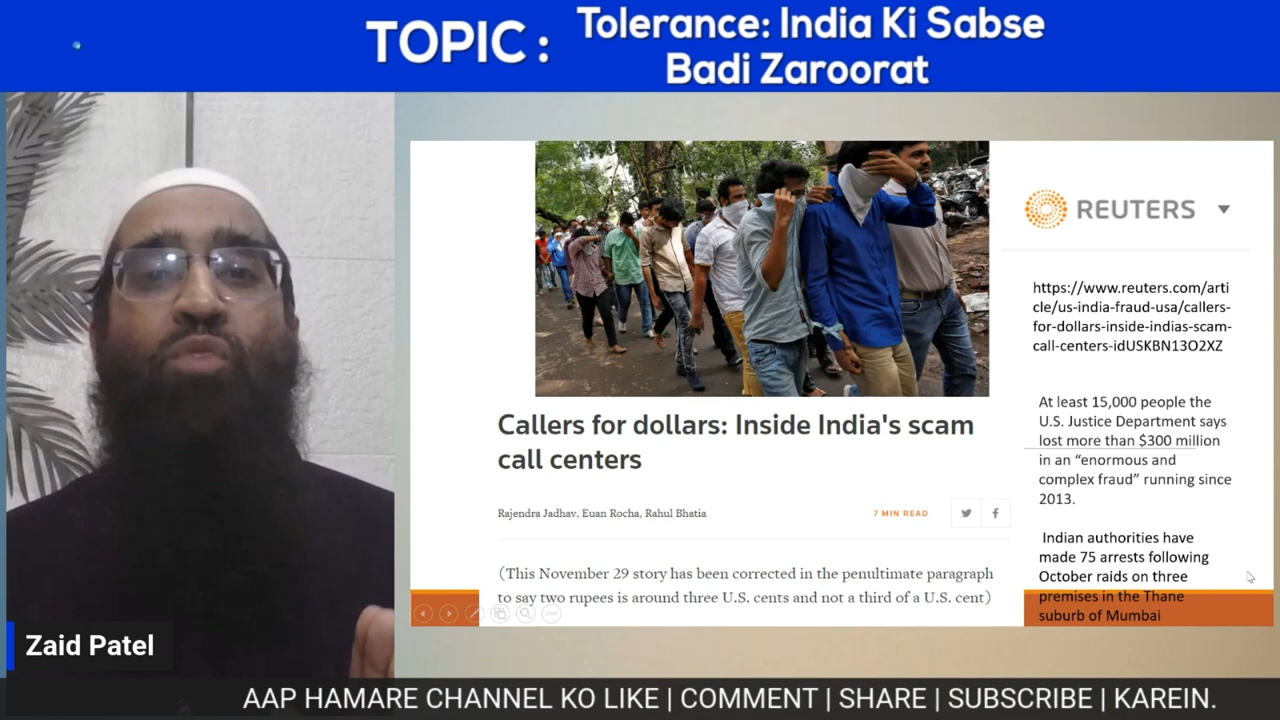 TOPIC :
Tolerance: India Ki Sabse
Badi Zaroorat
REUTERS
https://www.reuters.com/arti
cle/us-india-fraud-usa/callers-
for-dollars-inside-indias-scam-
call-centers-idUSKBN13O2XZ
At least 15,000 people the
U.S. Justice Department says
lost more than $300 million
in an “enormous and
complex fraud” running since
2013.
Indian authorities have
made 75 arrests following
October raids on three
premises in the Thane
suburb of Mumbai
Callers for dollars: Inside India's scam
call centers
Rajendra Jadhav, Euan Rocha, Rahul Bhatia
7 MIN READ
(This November 29 story has been corrected in the penultimate paragraph
to say two rupees is around three U.S. cents and not a third of a U.S. cent)
Zaid Patel
AAP HAMARE CHANNEL KO LIKE | COMMENT | SHARE | SUBSCRIBE | KAREIN.